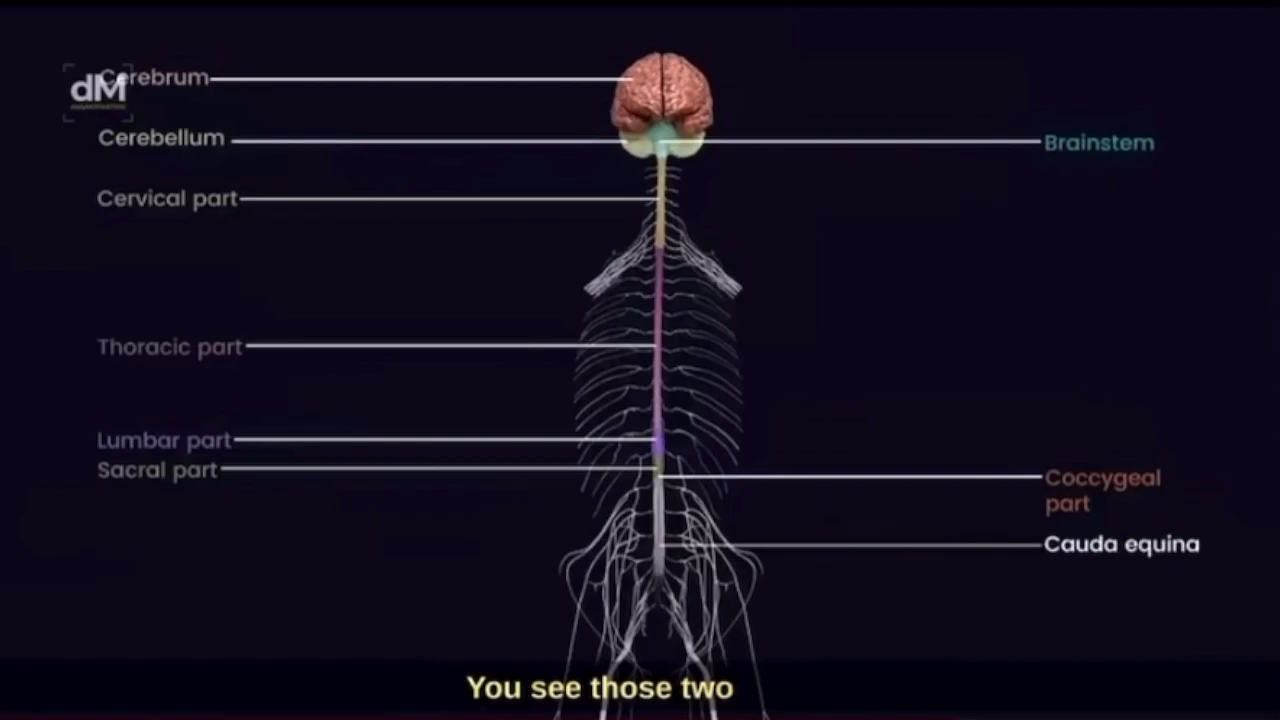 Cerebrum
dM
Cerebellum
Brainstem
Cervical part
Thoracic part
Lumbar part
Sacral part
Coccygeal
part
Cauda equina
You see those two